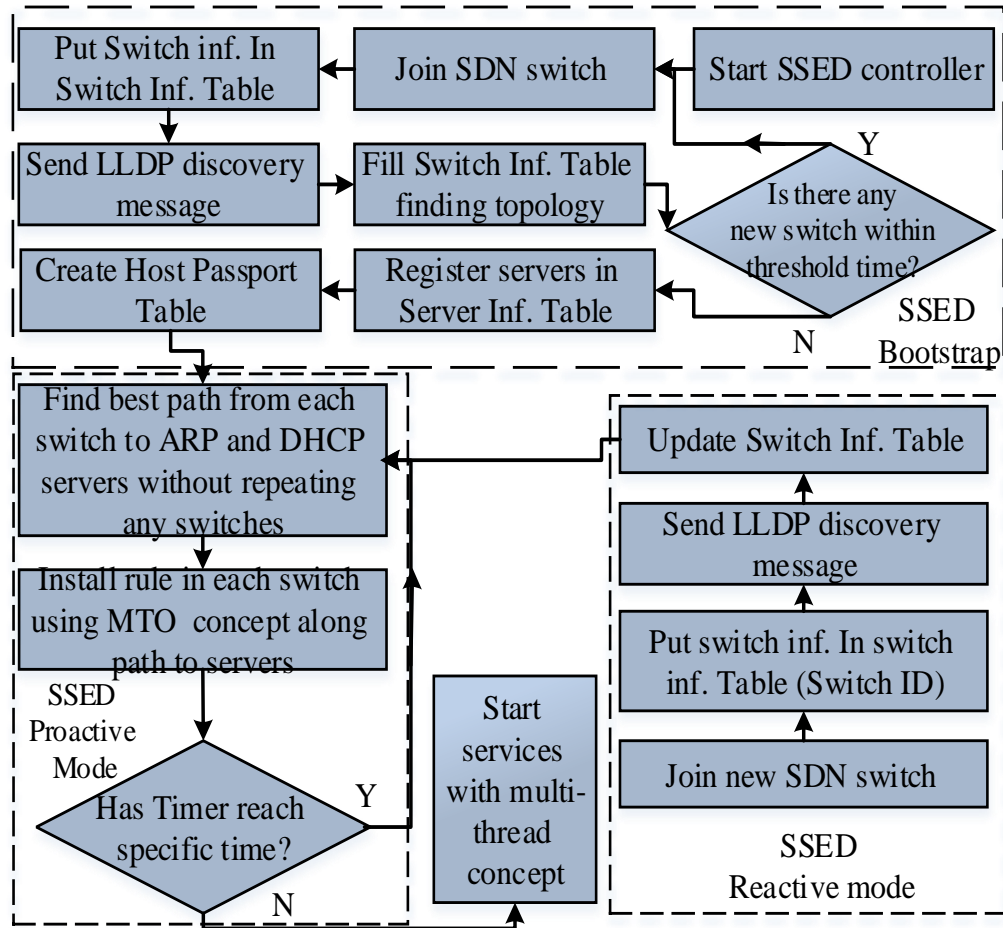 Put Switch inf. In
Switch Inf. Table
Join SDN switch
Start SSED controller
Send LLDP discovery
message
Fill Switch Inf. Table
finding topology
Y
Is there any
new switch within
threshold time?
Create Host Passport
Table
Register servers in
Server Inf. Table
N
SSED
Bootstrap
Find best path from each
switch to ARP and DHCP
servers without repeating
any switches
Install rule in each switch
using MTO concept along
path to servers
SSED
Proactive
Mode
Has Timer reach
specific time?
Y
N
Start
services
with multi-
thread
concept
Update Switch Inf. Table
Send LLDP discovery
message
Put switch inf. In switch
inf. Table (Switch ID)
Join new SDN switch
SSED
Reactive mode